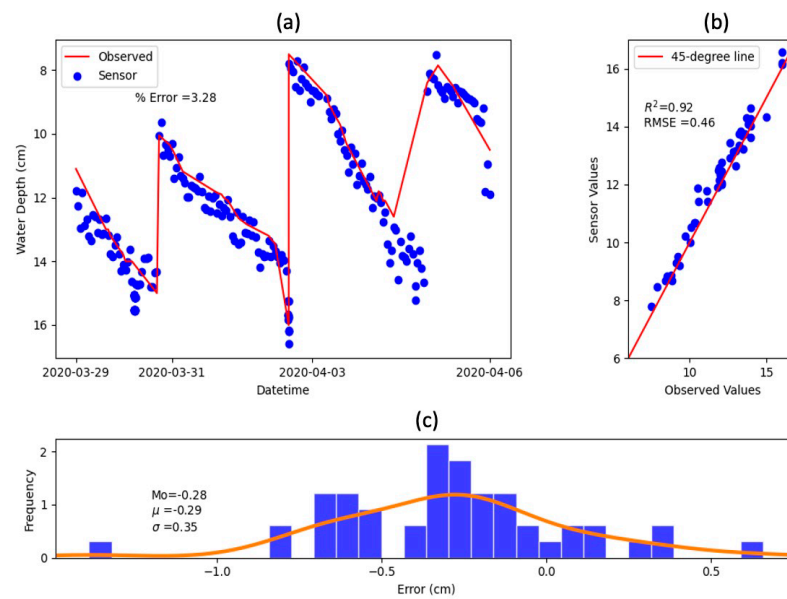 (a)
Observed
Sensor
% Error =3.28
8
10
12
14
16
Water Depth (cm)
2020-03-29
2020-03-31
2020-04-03
2020-04-06
Datetime
(b)
45-degree line
R²=0.92
RMSE =0.46
16
14
12
10
8
6
Sensor Values
10
15
Observed Values
(c)
Mo=-0.28
μ =-0.29
σ =0.35
2
1
0
Frequency
−1.0
−0.5
0.0
0.5
Error (cm)